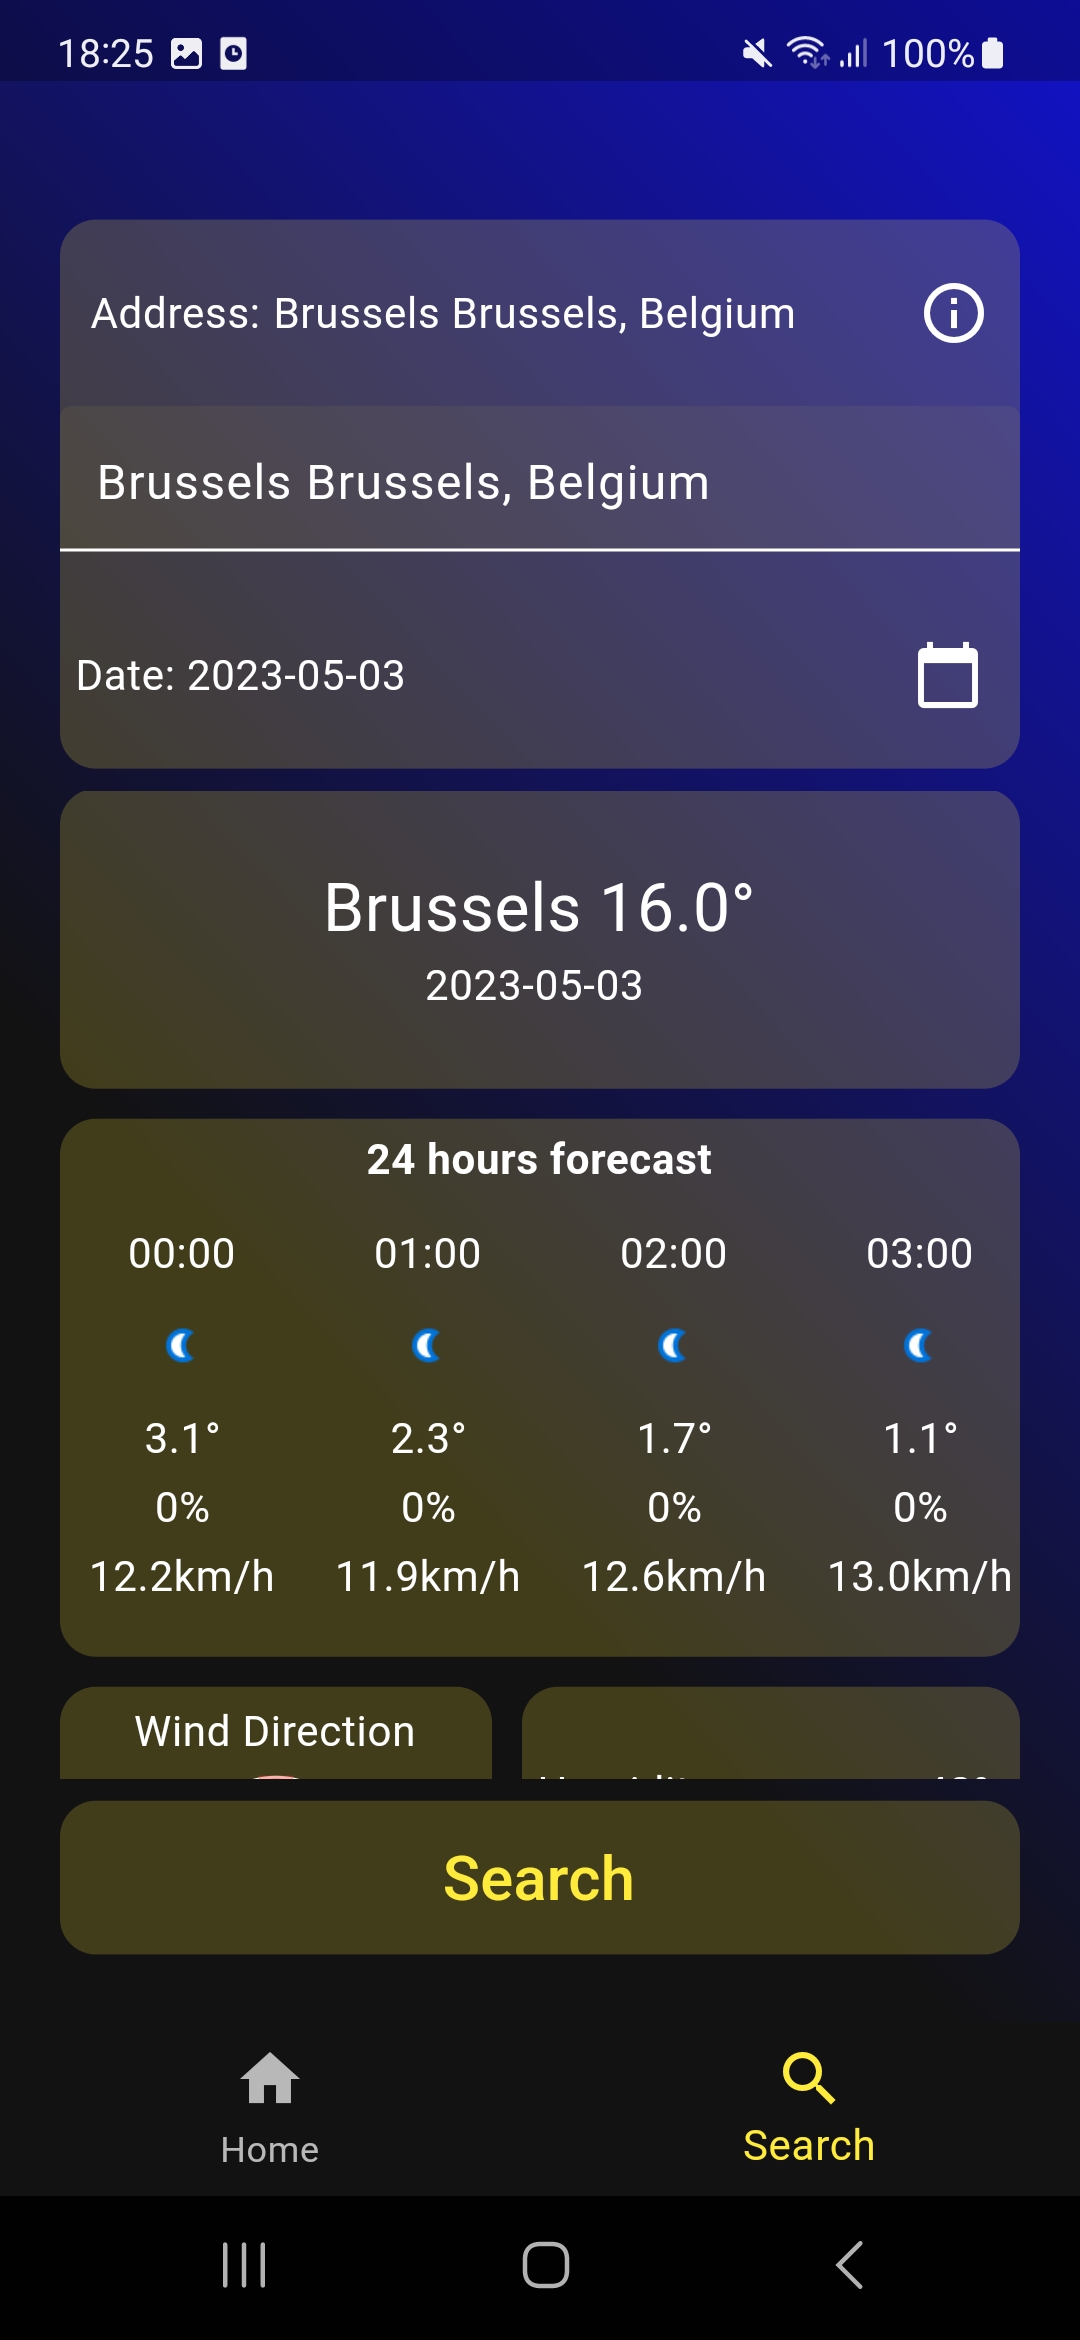 18:25 100%
Address: Brussels Brussels, Belgium
Brussels Brussels, Belgium
Date: 2023-05-03
Brussels 16.0°
2023-05-03
24 hours forecast
00:00 01:00 02:00 03:00
3.1° 2.3° 1.7° 1.1°
0% 0% 0% 0%
12.2km/h 11.9km/h 12.6km/h 13.0km/h
Wind Direction
Search
Home Search